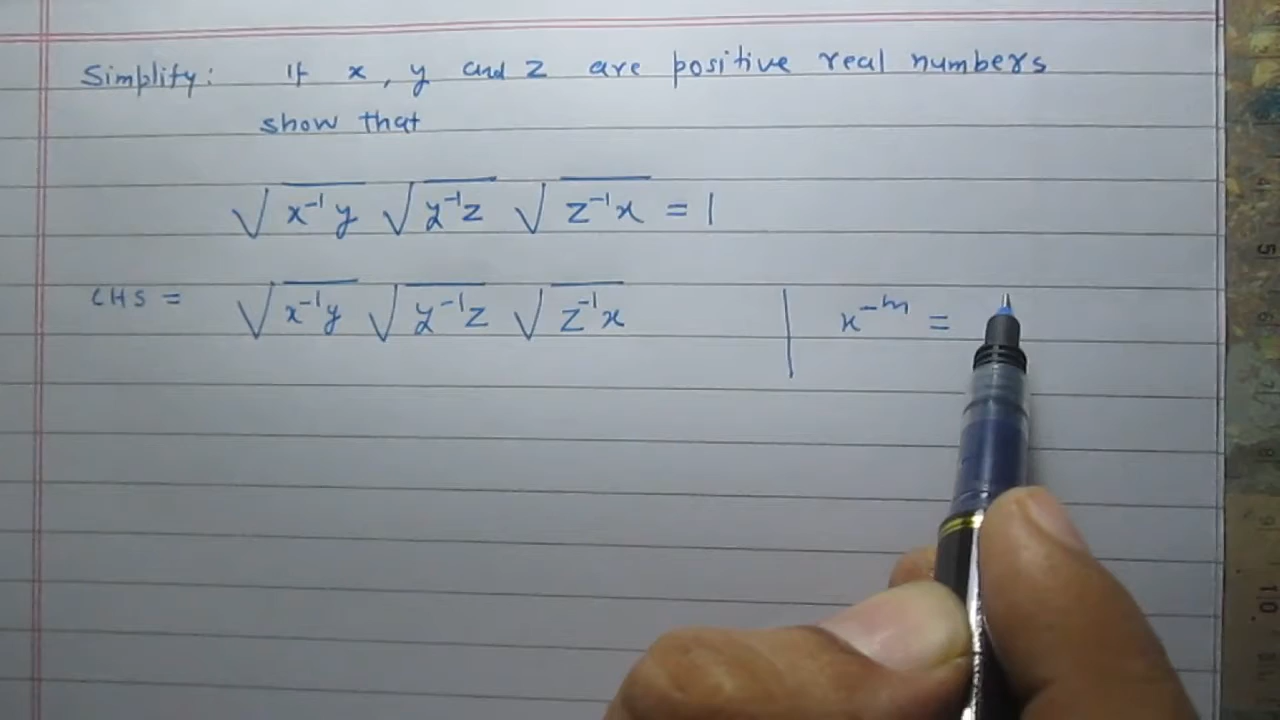 Simplify: If x, y and z are positive real numbers
show that
√x⁻¹y √y⁻¹z √z⁻¹x = 1
LHS = √x⁻¹y √y⁻¹z √z⁻¹x | x⁻ᵐ =